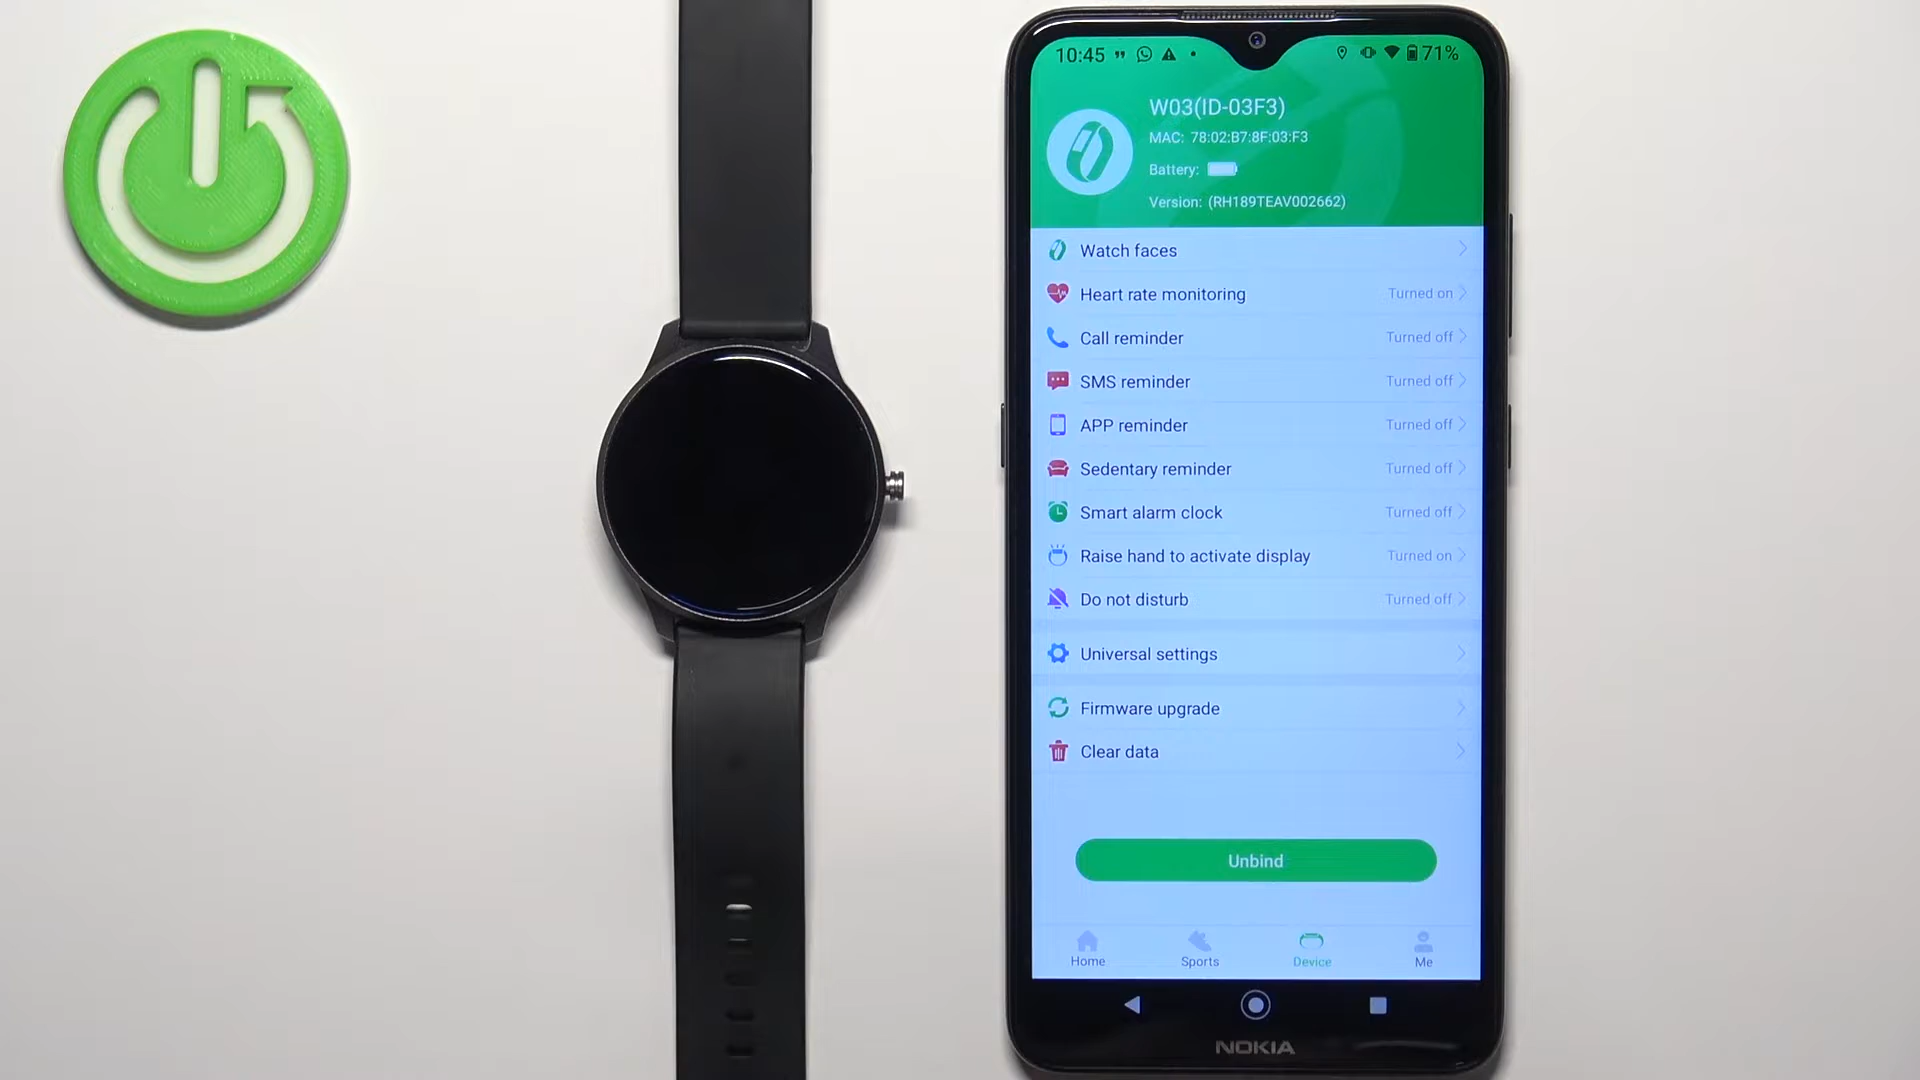 10:45
71%
W03(ID-03F3)
MAC: 78:02:B7:8F:03:F3
Battery:
Version: (RH189TEAV002662)
Watch faces
Heart rate monitoring Turned on
Call reminder Turned off
SMS reminder Turned off
APP reminder Turned off
Sedentary reminder Turned off
Smart alarm clock Turned off
Raise hand to activate display Turned on
Do not disturb Turned off
Universal settings
Firmware upgrade
Clear data
Unbind
Home Sports Device Me
NOKIA